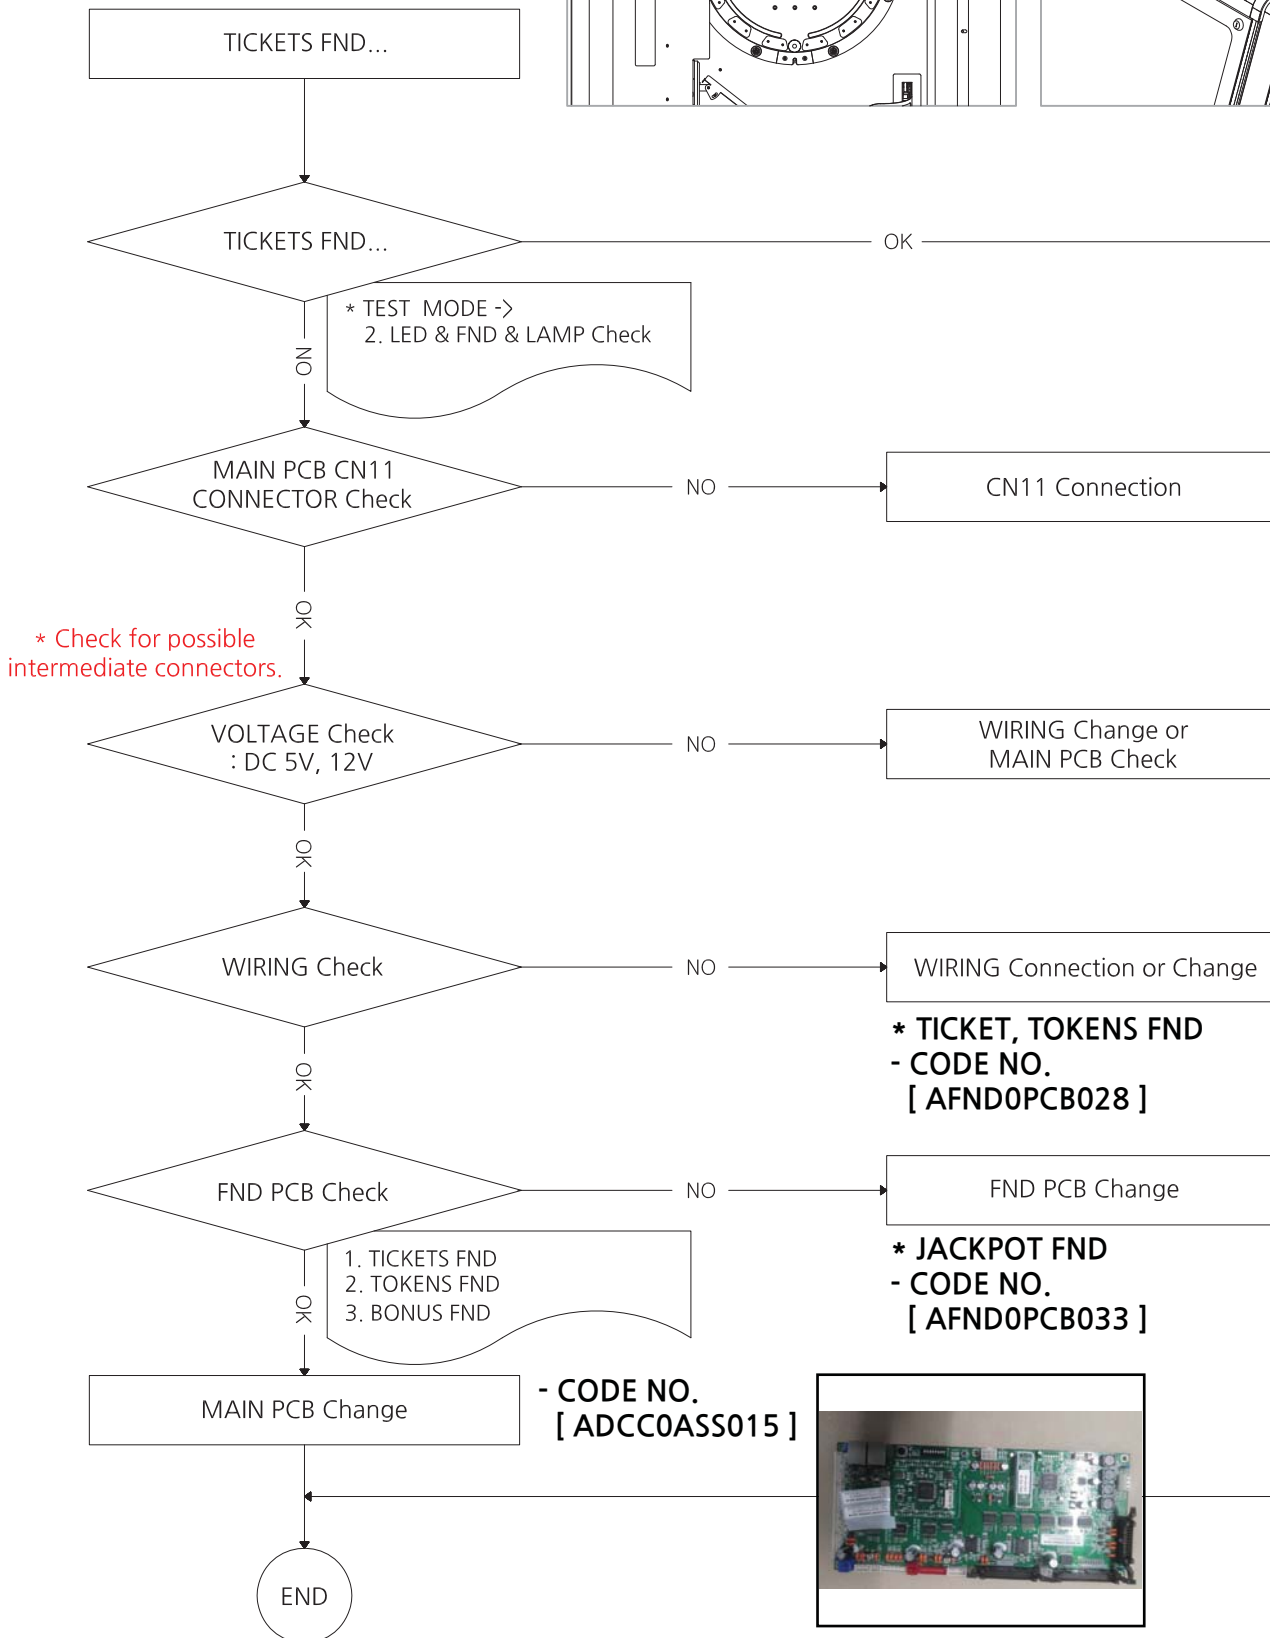 TICKETS FND...
TICKETS FND...
OK
* TEST MODE ->
2. LED & FND & LAMP Check
NO
MAIN PCB CN11
CONNECTOR Check
NO
CN11 Connection
OK
* Check for possible
intermediate connectors.
VOLTAGE Check
: DC 5V, 12V
NO
WIRING Change or
MAIN PCB Check
OK
WIRING Check
NO
WIRING Connection or Change
* TICKET, TOKENS FND
- CODE NO.
[ AFND0PCB028 ]
OK
FND PCB Check
NO
FND PCB Change
1. TICKETS FND
2. TOKENS FND
3. BONUS FND
* JACKPOT FND
- CODE NO.
[ AFND0PCB033 ]
OK
MAIN PCB Change
- CODE NO.
[ ADCC0ASS015 ]
END